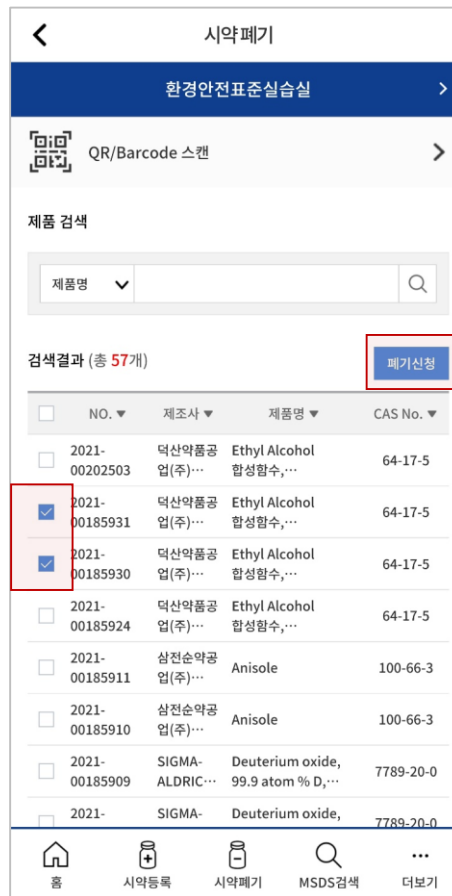 시약폐기
환경안전표준실습실
QR/Barcode 스캔
제품 검색
제품명
검색결과 (총 57개)
폐기신청
NO. ▼ 제조사 ▼ 제품명 ▼ CAS No. ▼
2021-
00202503
덕산약품공
업(주)···
Ethyl Alcohol
합성함수,···
64-17-5
2021-
00185931
덕산약품공
업(주)···
Ethyl Alcohol
합성함수,···
64-17-5
2021-
00185930
덕산약품공
업(주)···
Ethyl Alcohol
합성함수,···
64-17-5
2021-
00185924
덕산약품공
업(주)···
Ethyl Alcohol
합성함수,···
64-17-5
2021-
00185911
삼전순약공
업(주)···
Anisole
100-66-3
2021-
00185910
삼전순약공
업(주)···
Anisole
100-66-3
2021-
00185909
SIGMA-
ALDRIC···
Deuterium oxide,
99.9 atom % D,···
7789-20-0
2021-
SIGMA-
Deuterium oxide,
7789-20-0
홈 시약등록 시약폐기 MSDS검색 더보기